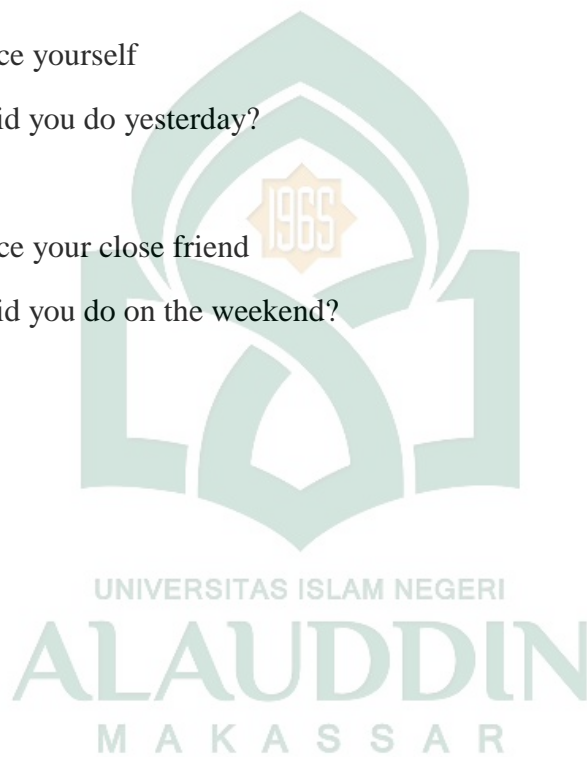 ce yourself
id you do yesterday?
1965
ce your close friend
id you do on the weekend?
UNIVERSITAS ISLAM NEGERI
ALAUDDIN
MAKASSAR